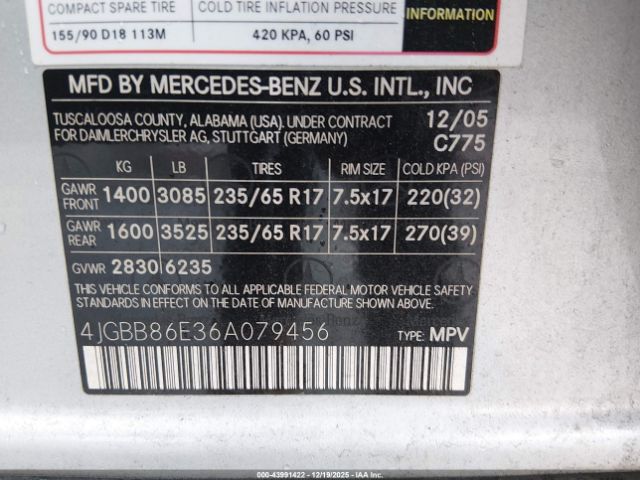 COMPACT SPARE TIRE COLD TIRE INFLATION PRESSURE
155/90 D18 113M 420 KPA, 60 PSI
INFORMATION
MFD BY MERCEDES-BENZ U.S. INTL., INC
TUSCALOOSA COUNTY, ALABAMA (USA). UNDER CONTRACT 12/05
FOR DAIMLERCHRYSLER AG, STUTTGART (GERMANY) C775
KG LB TIRES RIM SIZE COLD KPA (PSI)
GAWR FRONT 1400 3085 235/65 R17 7.5x17 220(32)
GAWR REAR 1600 3525 235/65 R17 7.5x17 270(39)
GVWR 2830 6235
THIS VEHICLE CONFORMS TO ALL APPLICABLE FEDERAL MOTOR VEHICLE SAFETY
STANDARDS IN EFFECT ON THE DATE OF MANUFACTURE SHOWN ABOVE.
4JGBB86E36A079456 TYPE: MPV
00-43991422 - 12/19/2025 - IAAI.COM